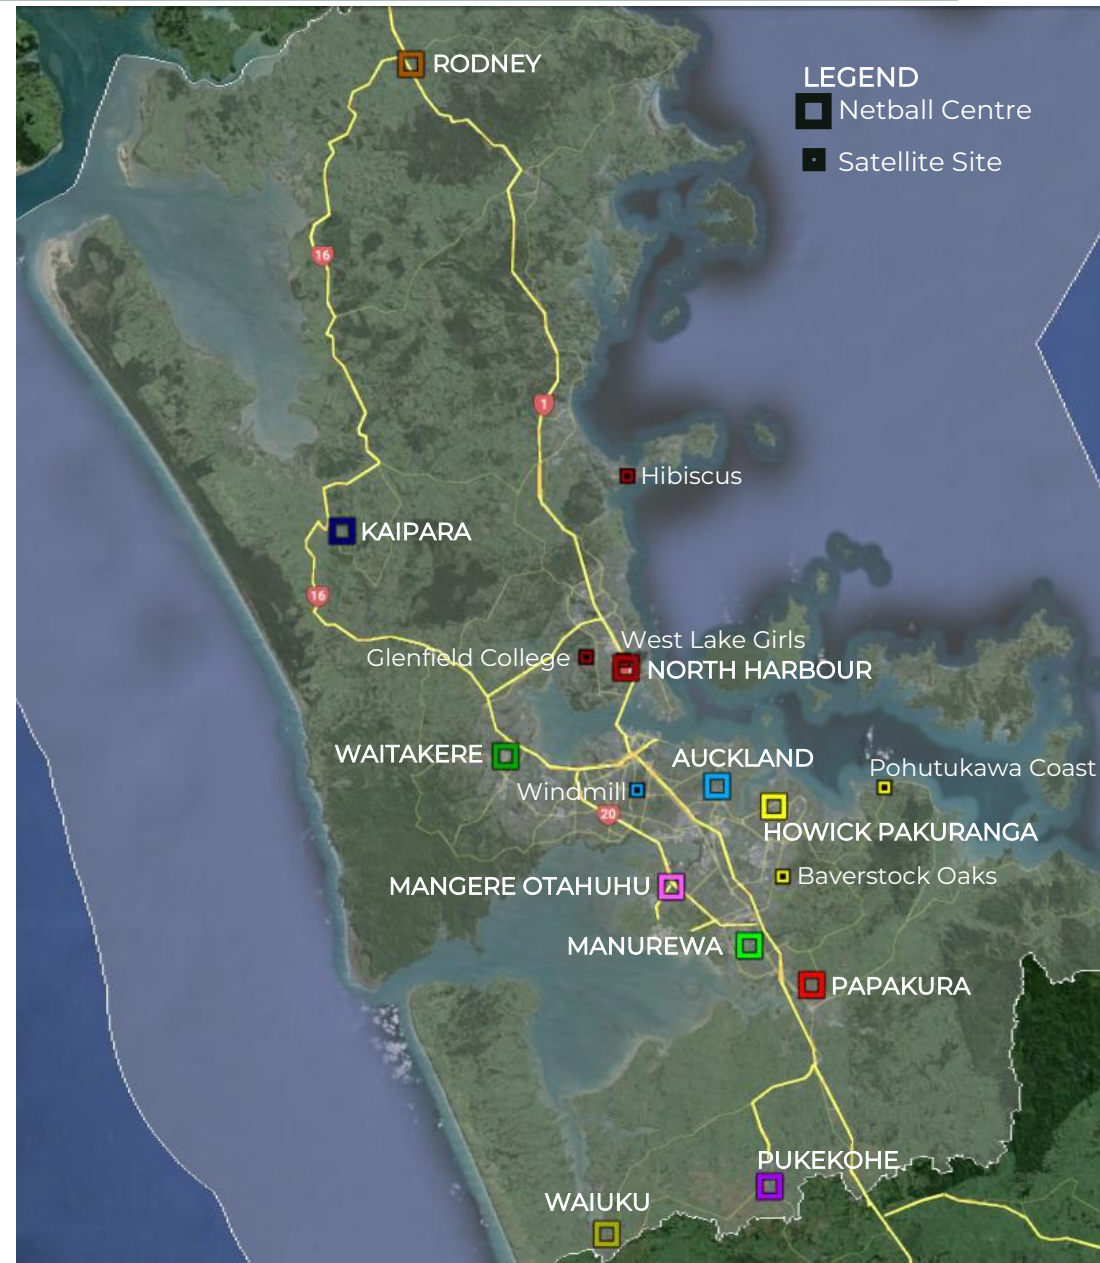 RODNEY
LEGEND
Netball Centre
Satellite Site
16
1
Hibiscus
KAIPARA
16
West Lake Girls
Glenfield College
NORTH HARBOUR
WAITAKERE
AUCKLAND
Pohutukawa Coast
Windmill
20
HOWICK PAKURANGA
Baverstock Oaks
MANGERE OTAHUHU
MANUREWA
PAPAKURA
PUKEKOHE
WAIUKU